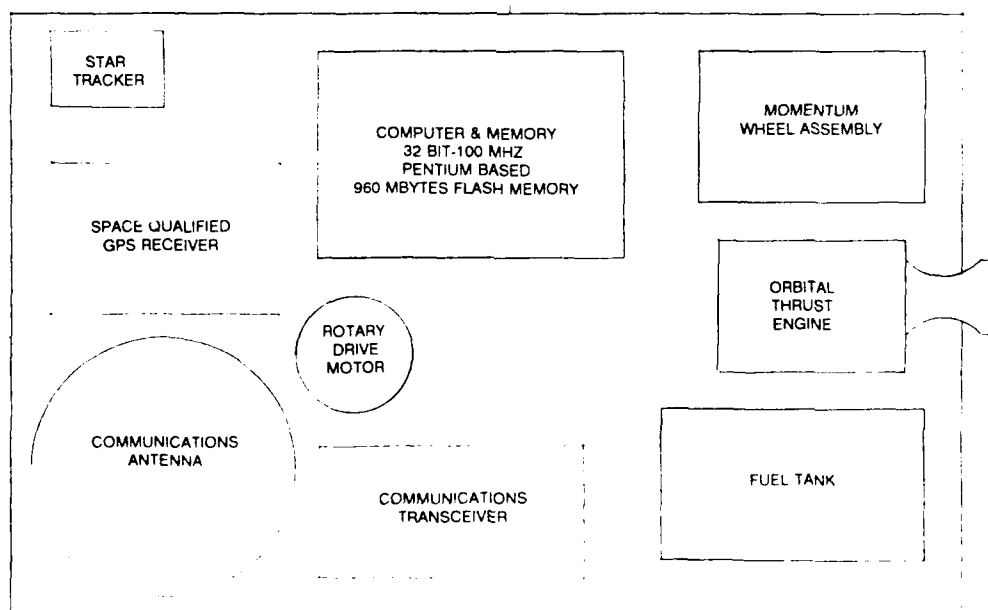 STAR
TRACKER
COMPUTER & MEMORY
32 BIT-100 MHZ
PENTIUM BASED
960 MBYTES FLASH MEMORY
MOMENTUM
WHEEL ASSEMBLY
SPACE QUALIFIED
GPS RECEIVER
ORBITAL
THRUST
ENGINE
ROTARY
DRIVE
MOTOR
COMMUNICATIONS
ANTENNA
COMMUNICATIONS
TRANSCEIVER
FUEL TANK